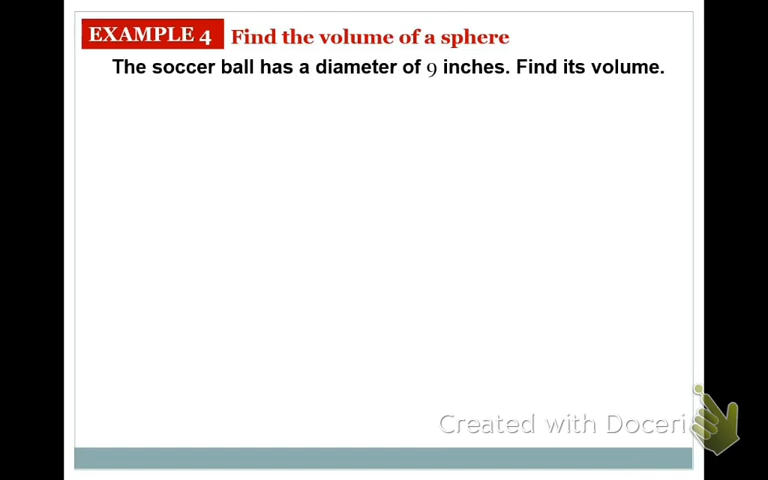 EXAMPLE 4 Find the volume of a sphere
The soccer ball has a diameter of 9 inches. Find its volume.
Created with Doceri